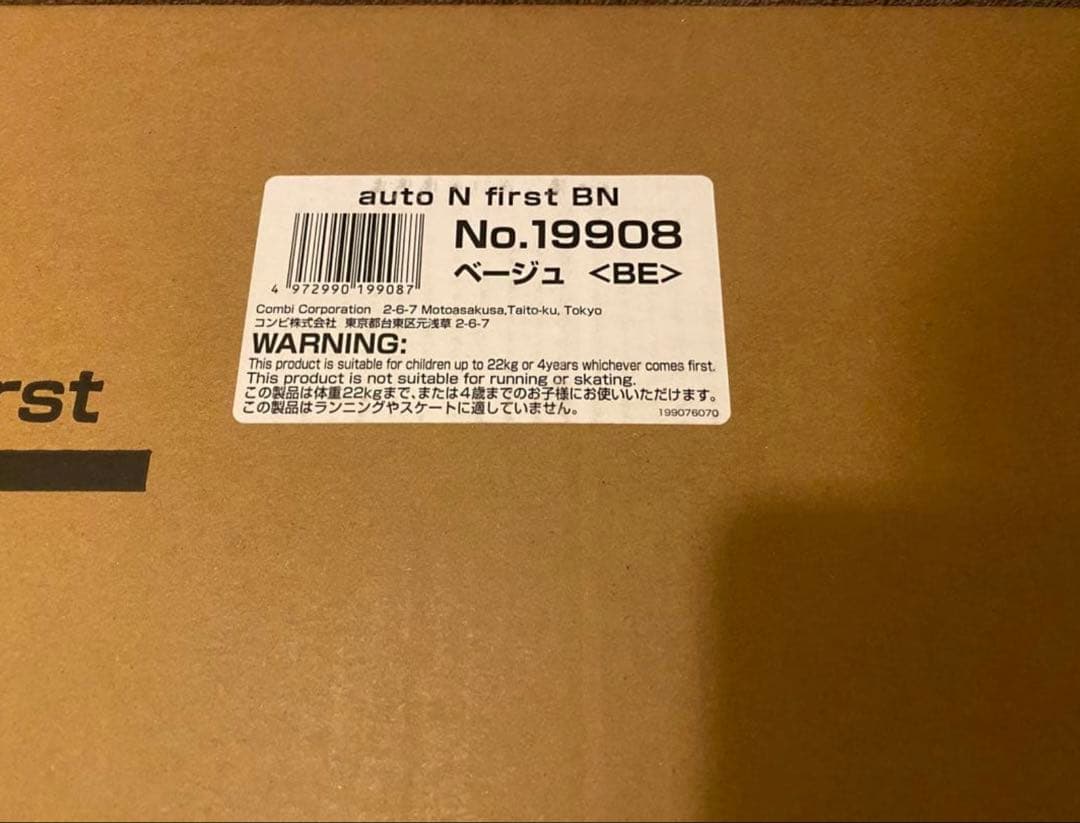 auto N first BN
No.19908
ベージュ <BE>
4 972990 199087
Combi Corporation 2-6-7 Motoasakusa,Taito-ku, Tokyo
コンビ株式会社 東京都台東区元浅草 2-6-7
WARNING:
This product is suitable for children up to 22kg or 4years whichever comes first.
This product is not suitable for running or skating.
この製品は体重22kgまで、または4歳までのお子様にお使いいただけます。
この製品はランニングやスケートに適していません。
199076070
rst